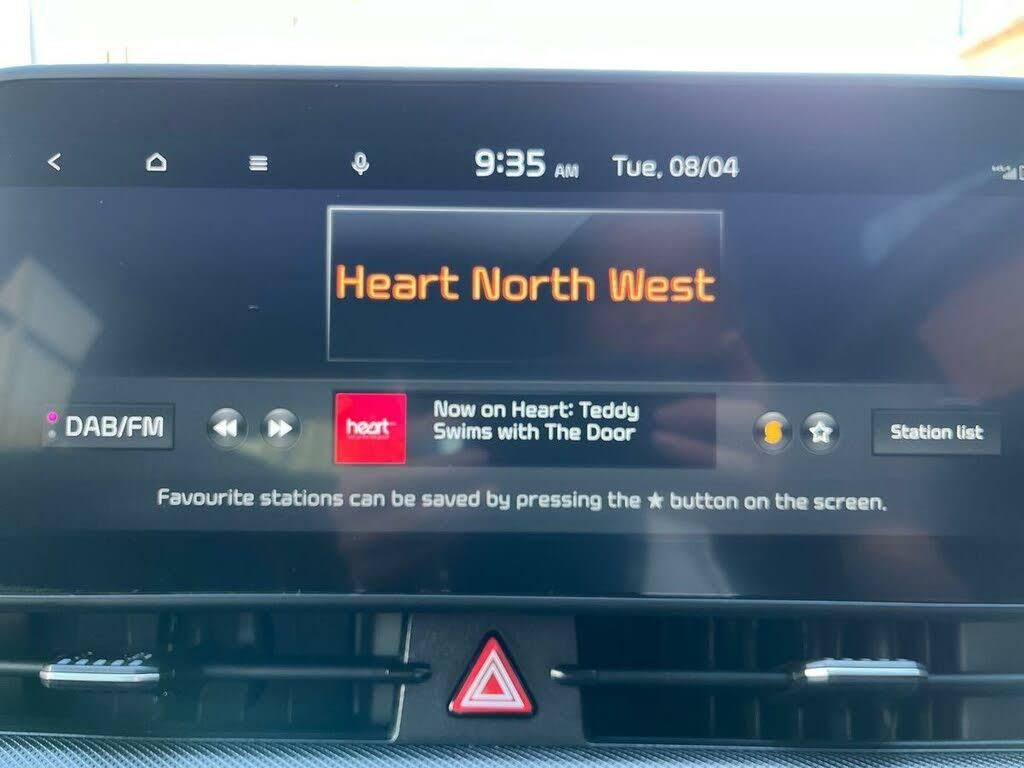 9:35 AM Tue, 08/04
Heart North West
DAB/FM
heart
Now on Heart: Teddy
Swims with The Door
Station list
Favourite stations can be saved by pressing the ★ button on the screen.